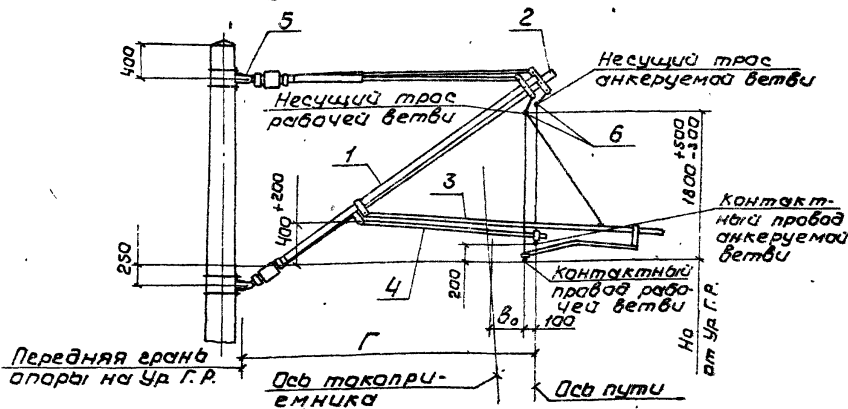 5
2
400
Несущий трос
анкеруемой ветви
Несущий трос
рабочей ветви
6
1
1800 +500 -300
3
400 +200
Контакт-
ный провод
анкеруемой
ветви
250
4
200
Контактный
провод рабо-
чей ветви
в₀
100
Но
от Ур. Г.Р.
Г
Передняя грань
опоры на Ур. Г.Р.
Ось токопри-
емника
Ось пути